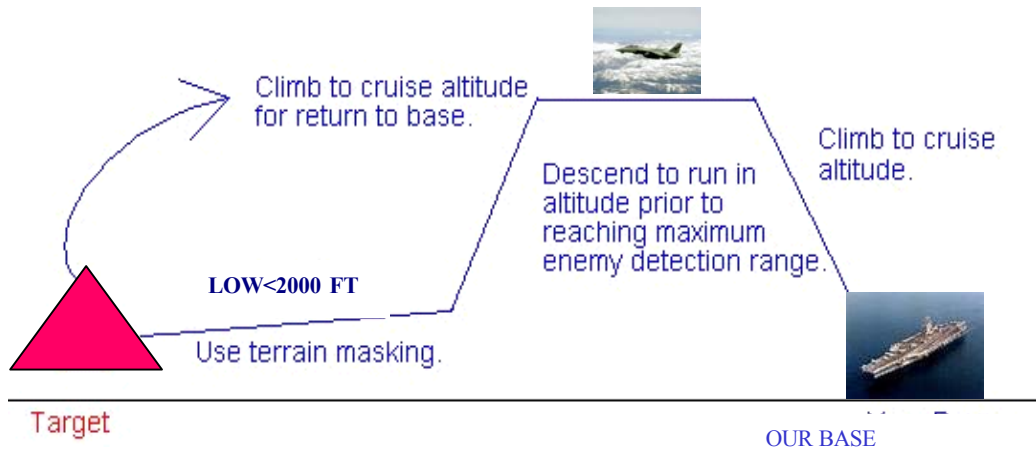 Climb to cruise altitude
for return to base.
Climb to cruise
altitude.
Descend to run in
altitude prior to
reaching maximum
enemy detection range.
LOW<2000 FT
Use terrain masking.
Target
OUR BASE